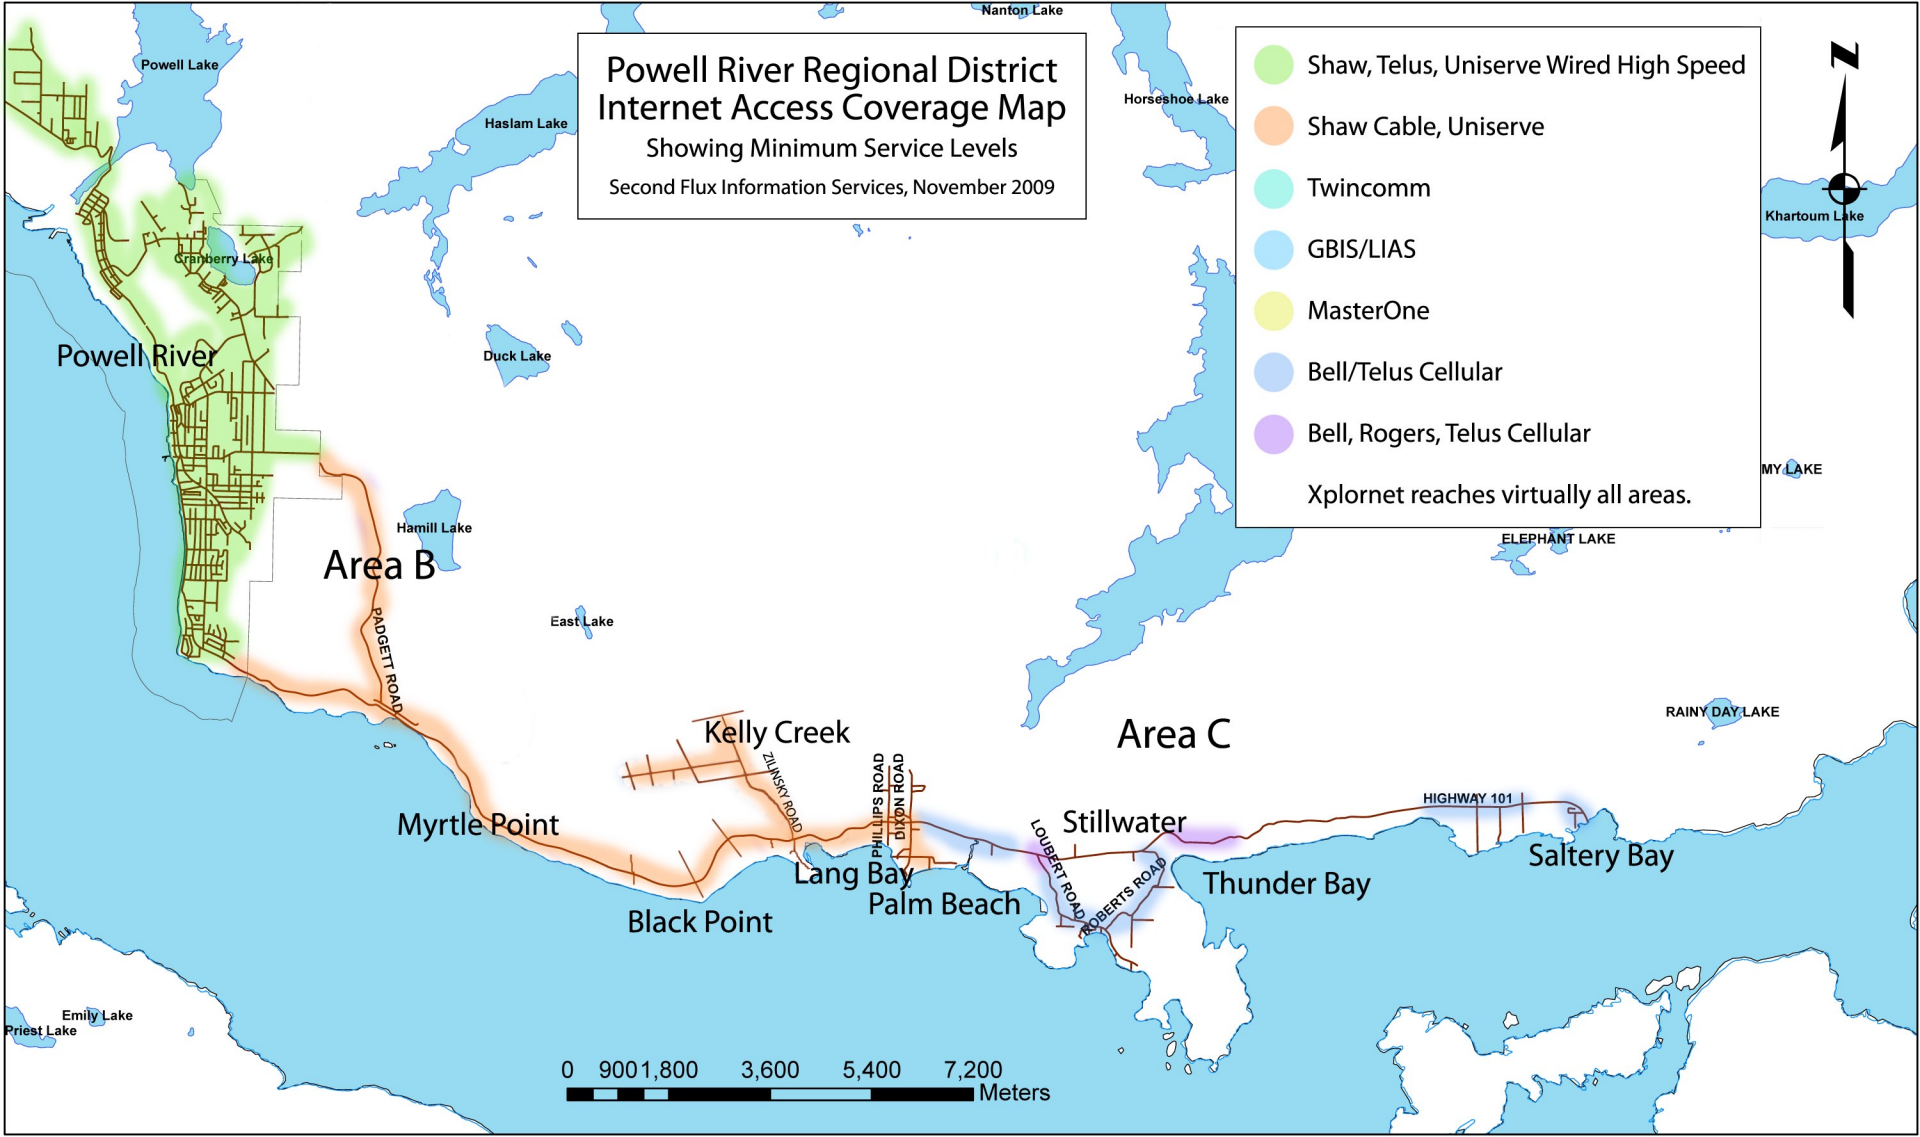 Nanton Lake
Powell Lake
Haslam Lake
Powell River Regional District
Internet Access Coverage Map
Showing Minimum Service Levels
Second Flux Information Services, November 2009
Horseshoe Lake
Shaw, Telus, Uniserve Wired High Speed
Shaw Cable, Uniserve
Twincomm
GBIS/LIAS
MasterOne
Bell/Telus Cellular
Bell, Rogers, Telus Cellular
Xplornet reaches virtually all areas.
N
Khartoum Lake
Cranberry Lake
Powell River
Duck Lake
MY LAKE
Hamill Lake
ELEPHANT LAKE
Area B
East Lake
PADGETT ROAD
RAINY DAY LAKE
Kelly Creek
Area C
ZILINSKY ROAD
PHILLIPS ROAD
DIXON ROAD
HIGHWAY 101
Myrtle Point
Stillwater
LOUBERT ROAD
ROBERTS ROAD
Saltery Bay
Lang Bay
Thunder Bay
Palm Beach
Black Point
Emily Lake
Priest Lake
0 900 1,800 3,600 5,400 7,200
Meters